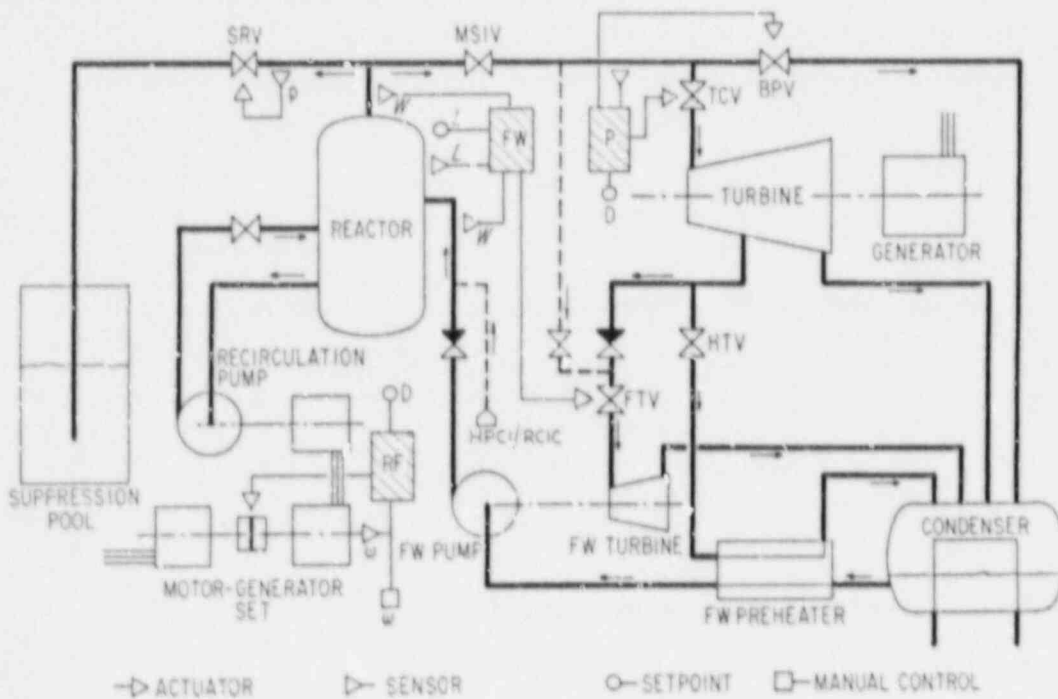 SRV
MSIV
P
W
L
L
FW
W
P
D
TCV
BPV
TURBINE
GENERATOR
REACTOR
SUPPRESSION
POOL
RECIRCULATION
PUMP
D
RF
HPCI/RCIC
FTV
HTV
MOTOR-GENERATOR
SET
ω
ω
FW PUMP
FW TURBINE
FW PREHEATER
CONDENSER
ACTUATOR
SENSOR
SETPOINT
MANUAL CONTROL